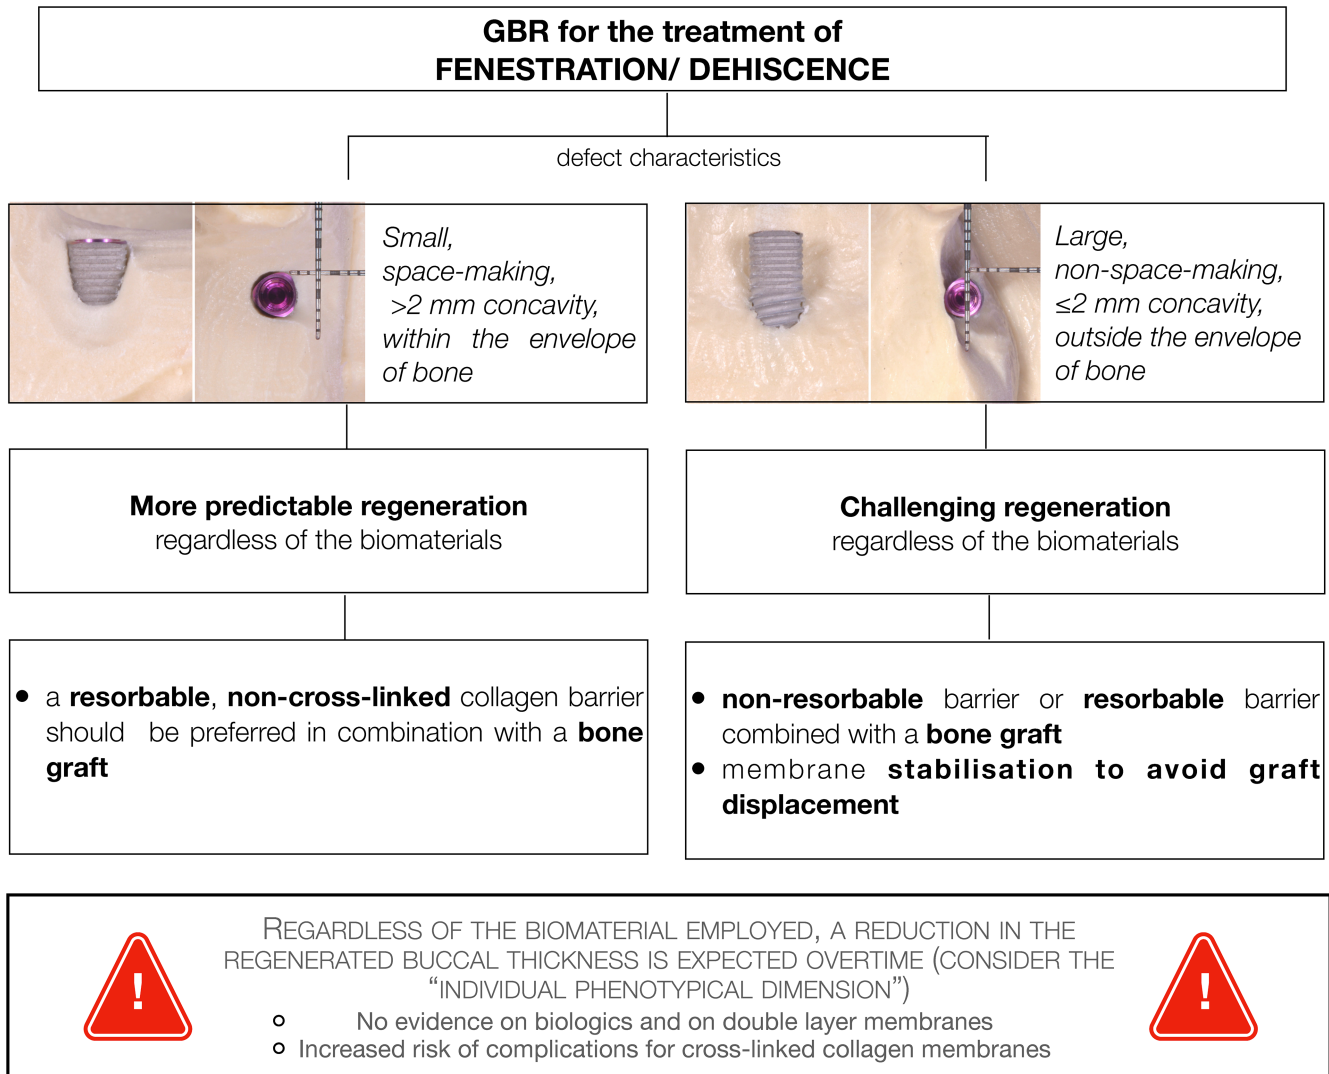 GBR for the treatment of
FENESTRATION/ DEHISCENCE
defect characteristics
Small,
space-making,
>2 mm concavity,
within the envelope
of bone
Large,
non-space-making,
≤2 mm concavity,
outside the envelope
of bone
More predictable regeneration
regardless of the biomaterials
Challenging regeneration
regardless of the biomaterials
• a resorbable, non-cross-linked collagen barrier
should be preferred in combination with a bone
graft
• non-resorbable barrier or resorbable barrier
combined with a bone graft
• membrane stabilisation to avoid graft
displacement
! 
REGARDLESS OF THE BIOMATERIAL EMPLOYED, A REDUCTION IN THE
REGENERATED BUCCAL THICKNESS IS EXPECTED OVERTIME (CONSIDER THE
“INDIVIDUAL PHENOTYPICAL DIMENSION”)
!
o No evidence on biologics and on double layer membranes
o Increased risk of complications for cross-linked collagen membranes